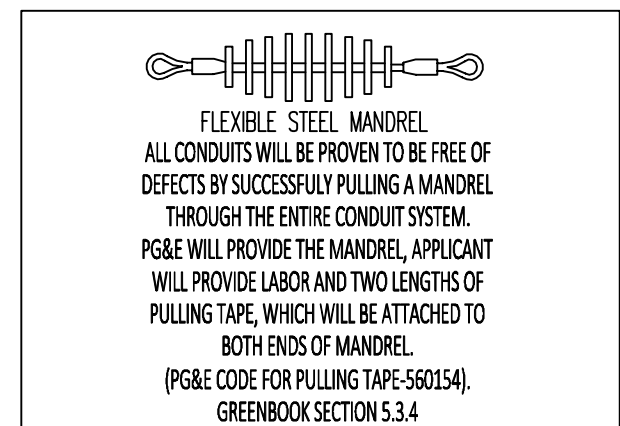 FLEXIBLE STEEL MANDREL
ALL CONDUITS WILL BE PROVEN TO BE FREE OF
DEFECTS BY SUCCESSFULY PULLING A MANDREL
THROUGH THE ENTIRE CONDUIT SYSTEM.
PG&E WILL PROVIDE THE MANDREL, APPLICANT
WILL PROVIDE LABOR AND TWO LENGTHS OF
PULLING TAPE, WHICH WILL BE ATTACHED TO
BOTH ENDS OF MANDREL.
(PG&E CODE FOR PULLING TAPE-560154).
GREENBOOK SECTION 5.3.4